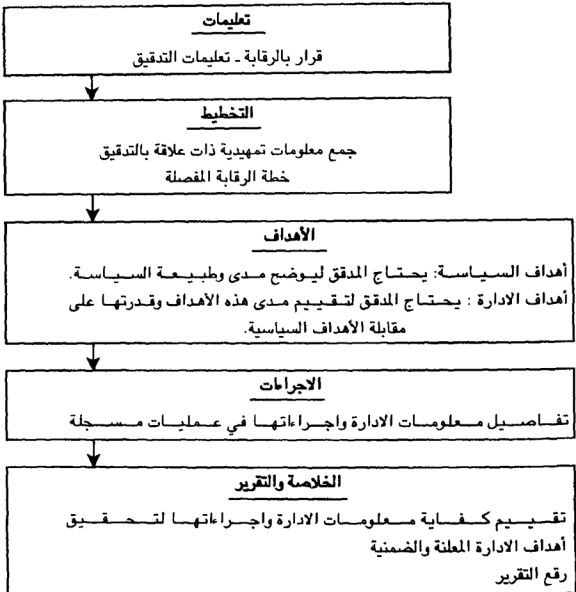 تعليمات
قرار بالرقابة ـ تعليمات التدقيق
التخطيط
جمع معلومات تمهيدية ذات علاقة بالتدقيق
خطة الرقابة المفصلة
الأهداف
أهداف السياسة: يحتاج المدقق ليوضح مدى وطبيعة السياسة.
أهداف الادارة : يحتاج المدقق لتقييم مدى هذه الأهداف وقدرتها على
مقابلة الأهداف السياسية.
الاجراءات
تفاصيل معلومات الادارة واجراءاتها في عمليات مسجلة
الخلاصة والتقرير
تقييم كفاية معلومات الادارة واجراءاتها لتحقيق
أهداف الادارة المعلنة والضمنية
رقع التقرير